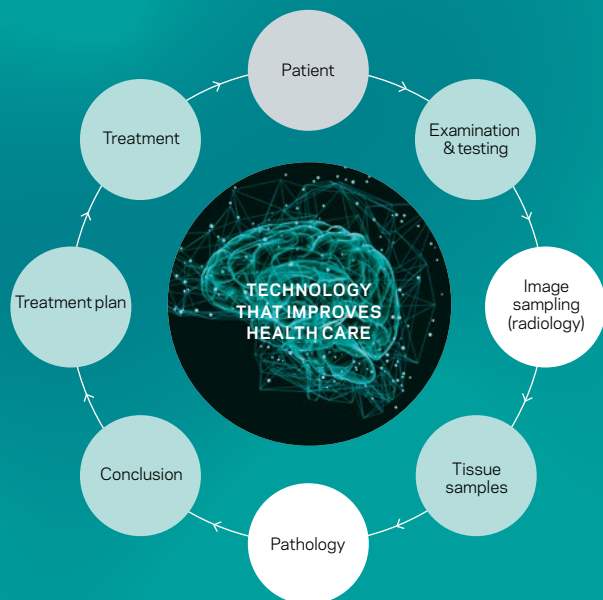 Patient
Examination
& testing
Image
sampling
(radiology)
Tissue
samples
Pathology
Conclusion
Treatment plan
Treatment
TECHNOLOGY
THAT IMPROVES
HEALTH CARE